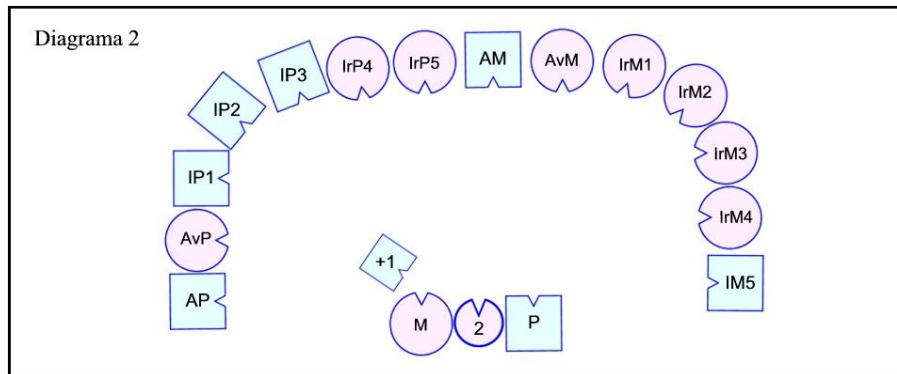 Diagrama 2
IP3
IrP4
IrP5
AM
AvM
IrM1
IP2
IrM2
IP1
IrM3
AvP
IrM4
AP
+1
IM5
M
2
P